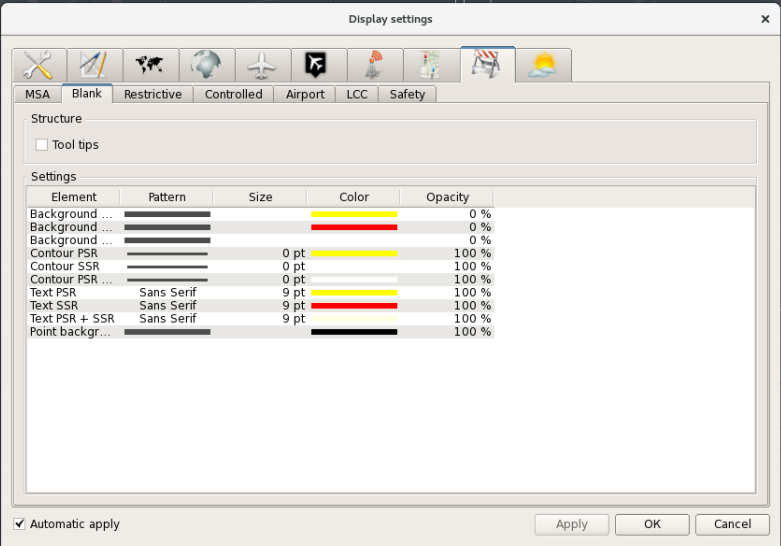 Display settings
MSA Blank Restrictive Controlled Airport LCC Safety
Structure
Tool tips
Settings
Element Pattern Size Color Opacity
Background ... 0 %
Background ... 0 %
Background ... 0 %
Contour PSR 0 pt 100 %
Contour SSR 0 pt 100 %
Contour PSR ... 0 pt 100 %
Text PSR Sans Serif 9 pt 100 %
Text SSR Sans Serif 9 pt 100 %
Text PSR + SSR Sans Serif 9 pt 100 %
Point backgr... 100 %
Automatic apply Apply OK Cancel